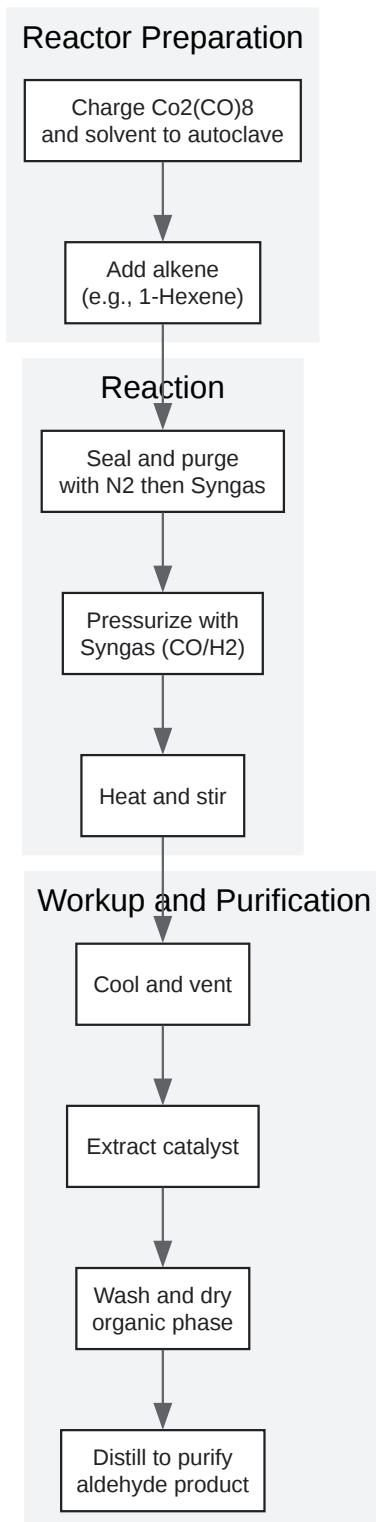 Reactor Preparation
Charge Co2(CO)8
and solvent to autoclave
Add alkene
(e.g., 1-Hexene)
Reaction
Seal and purge
with N2 then Syngas
Pressurize with
Syngas (CO/H2)
Heat and stir
Workup and Purification
Cool and vent
Extract catalyst
Wash and dry
organic phase
Distill to purify
aldehyde product